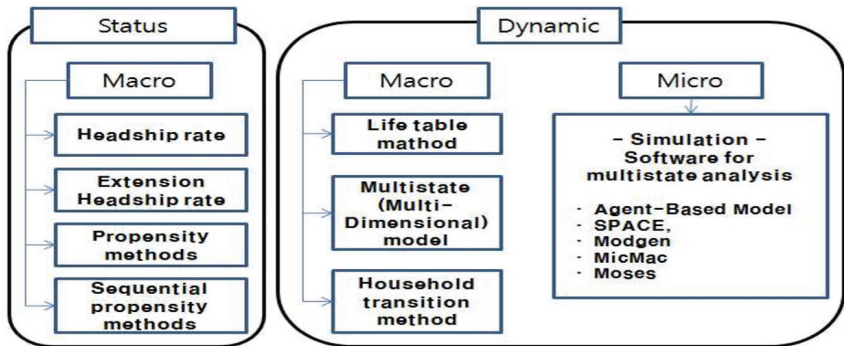 Status
Macro
Headship rate
Extension
Headship rate
Propensity
methods
Sequential
propensity
methods
Dynamic
Macro
Life table
mathod
Multistate
(Multi-
Dimensional)
model
Household
transition
method
Micro
- Simulation -
Software for
multistate analysis
· Agent-Based Model
· SPACE,
· Modgen
· MicMac
· Moses